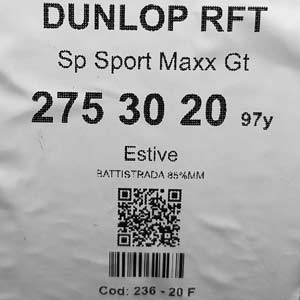 DUNLOP RFT
Sp Sport Maxx Gt
275 30 20 97y
Estive
BATTISTRADA 85%MM
Cod: 236 - 20 F